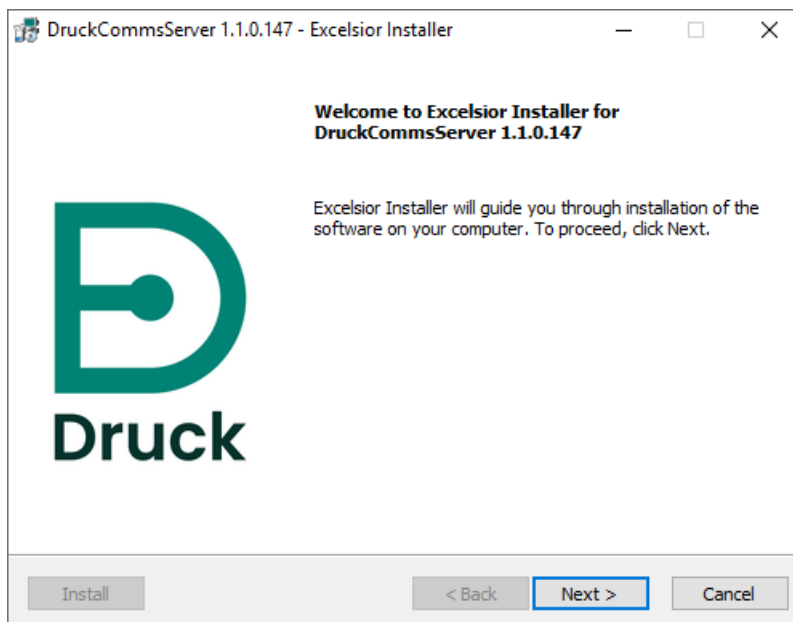 DruckCommsServer 1.1.0.147 - Excelsior Installer
Welcome to Excelsior Installer for
DruckCommsServer 1.1.0.147
Excelsior Installer will guide you through installation of the
software on your computer. To proceed, click Next.
Druck
Install
< Back
Next >
Cancel